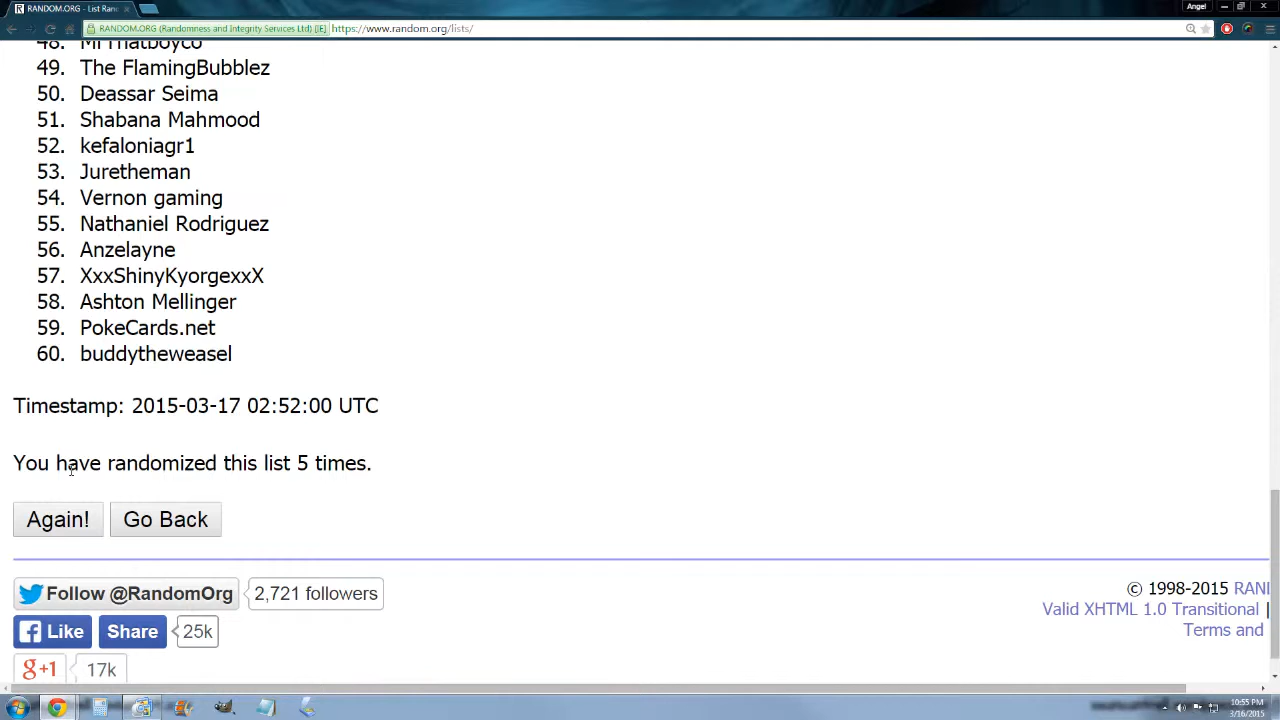 RANDOM.ORG - List Ran
Angel
RANDOM.ORG (Randomness and Integrity Services Ltd) [IE]
https://www.random.org/lists/
49. The FlamingBubblez
50. Deassar Seima
51. Shabana Mahmood
52. kefaloniagr1
53. Juretheman
54. Vernon gaming
55. Nathaniel Rodriguez
56. Anzelayne
57. XxxShinyKyorgexxX
58. Ashton Mellinger
59. PokeCards.net
60. buddytheweasel
Timestamp: 2015-03-17 02:52:00 UTC
You have randomized this list 5 times.
Again! Go Back
Follow @RandomOrg 2,721 followers
© 1998-2015 RAN
Like Share 25k
Valid XHTML 1.0 Transitional |
Terms and
g+1 17k
10:55 PM
3/16/2015